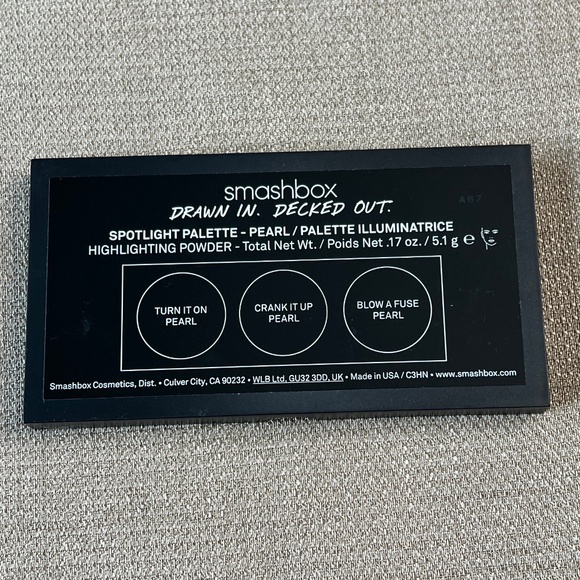 smashbox
DRAWN IN. DECKED OUT.
A67
SPOTLIGHT PALETTE - PEARL / PALETTE ILLUMINATRICE
HIGHLIGHTING POWDER - Total Net Wt. / Poids Net .17 oz. / 5.1 g e
TURN IT ON
PEARL
CRANK IT UP
PEARL
BLOW A FUSE
PEARL
Smashbox Cosmetics, Dist. • Culver City, CA 90232 • WLB Ltd. GU32 3DD, UK • Made in USA / C3HN • www.smashbox.com